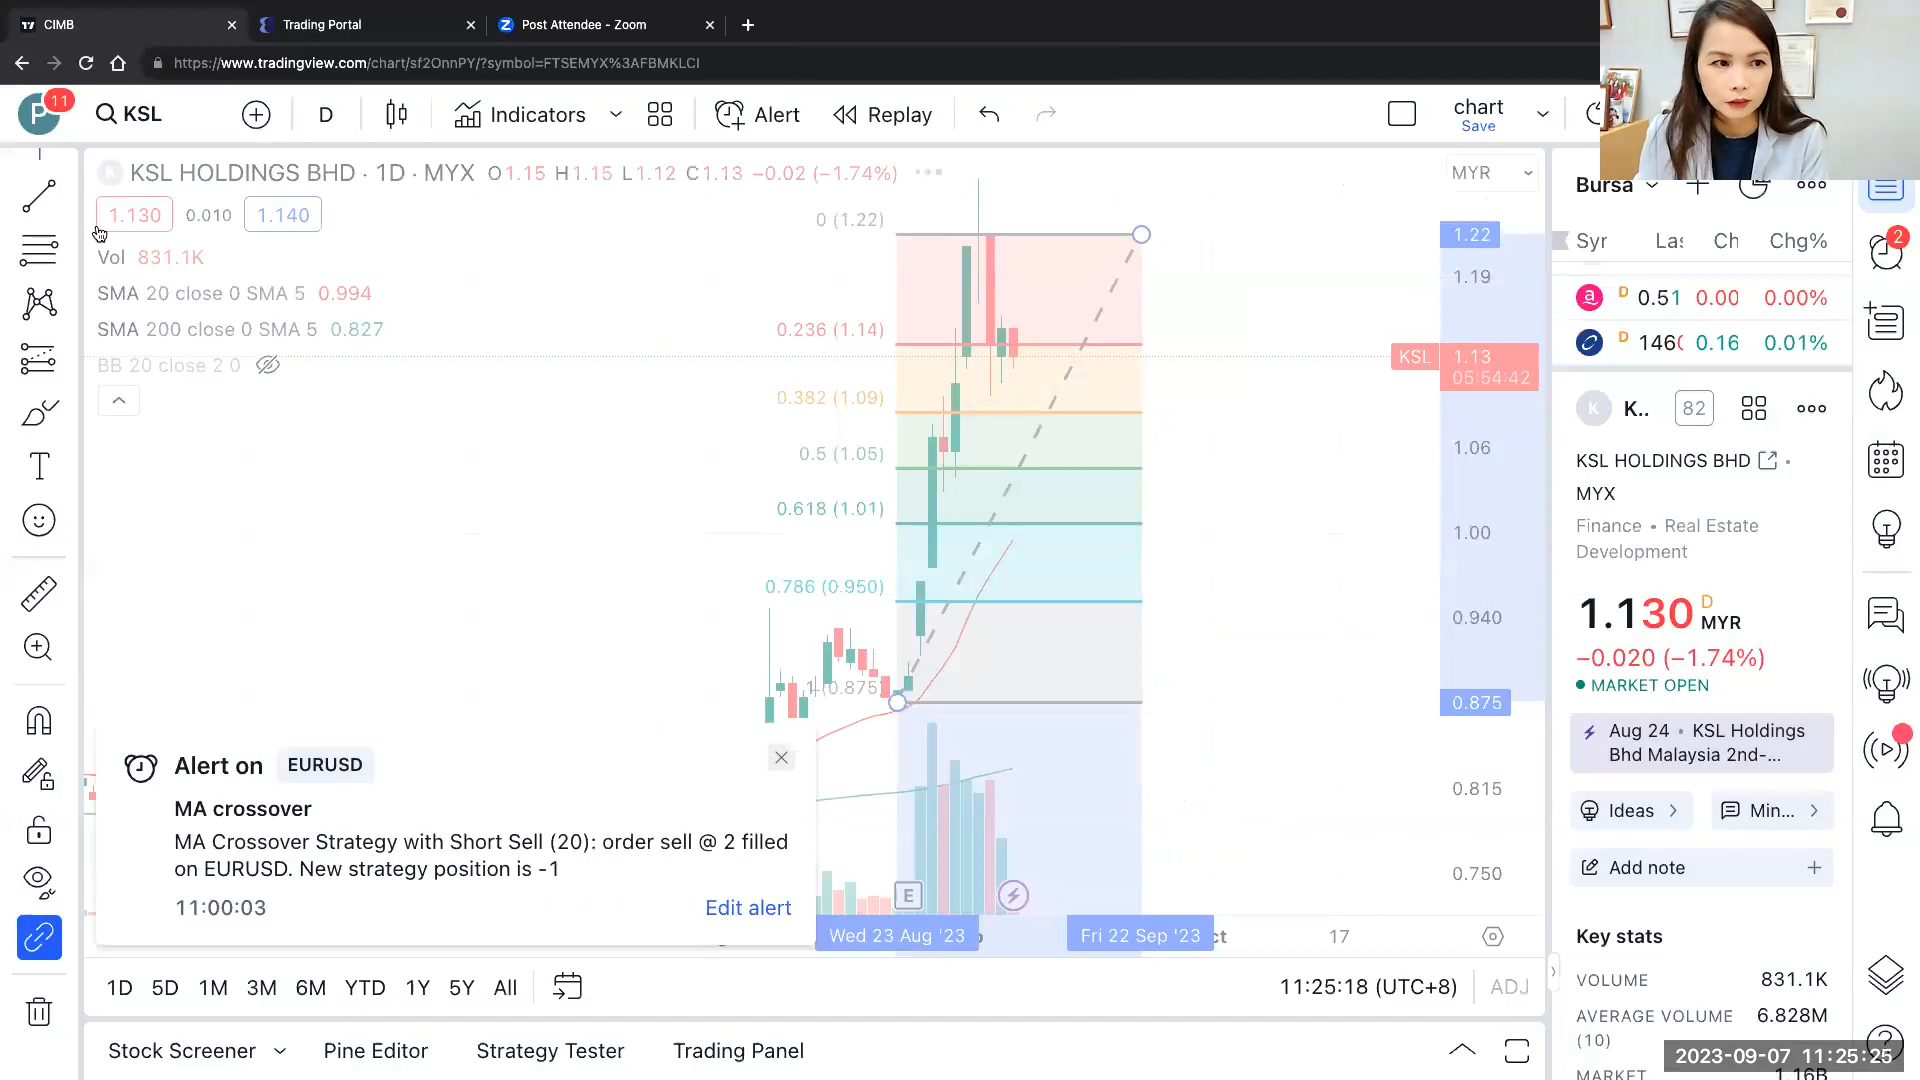 CIMB
Trading Portal
Post Attendee - Zoom
https://www.tradingview.com/chart/sf2OnnPY/?symbol=FTSEMYX%3AFBMKLCI
P
11
KSL
D
Indicators
Alert
Replay
chart
Save
K KSL HOLDINGS BHD · 1D · MYX O1.15 H1.15 L1.12 C1.13 −0.02 (−1.74%)
MYR
1.130 0.010 1.140
Vol 831.1K
SMA 20 close 0 SMA 5 0.994
SMA 200 close 0 SMA 5 0.827
BB 20 close 2 0
0 (1.22)
0.236 (1.14)
0.382 (1.09)
0.5 (1.05)
0.618 (1.01)
0.786 (0.950)
1 (0.875)
1.22
1.19
KSL 1.13
05:54:42
1.06
1.00
0.940
0.875
0.815
0.750
Alert on EURUSD
MA crossover
MA Crossover Strategy with Short Sell (20): order sell @ 2 filled
on EURUSD. New strategy position is -1
11:00:03
Edit alert
E
Wed 23 Aug '23
Fri 22 Sep '23
17
1D 5D 1M 3M 6M YTD 1Y 5Y All
11:25:18 (UTC+8)
ADJ
Stock Screener
Pine Editor
Strategy Tester
Trading Panel
Bursa
Chg%
0.51 0.00 0.00%
D
0.16 0.01%
D
K
K..
82
KSL HOLDINGS BHD
MYX
Finance • Real Estate
Development
1.130 D MYR
−0.020 (−1.74%)
MARKET OPEN
Aug 24 • KSL Holdings
Bhd Malaysia 2nd-...
Ideas
Min...
Add note
Key stats
VOLUME 831.1K
AVERAGE VOLUME 6.828M
(10)
2
2023-09-07 11:25:25